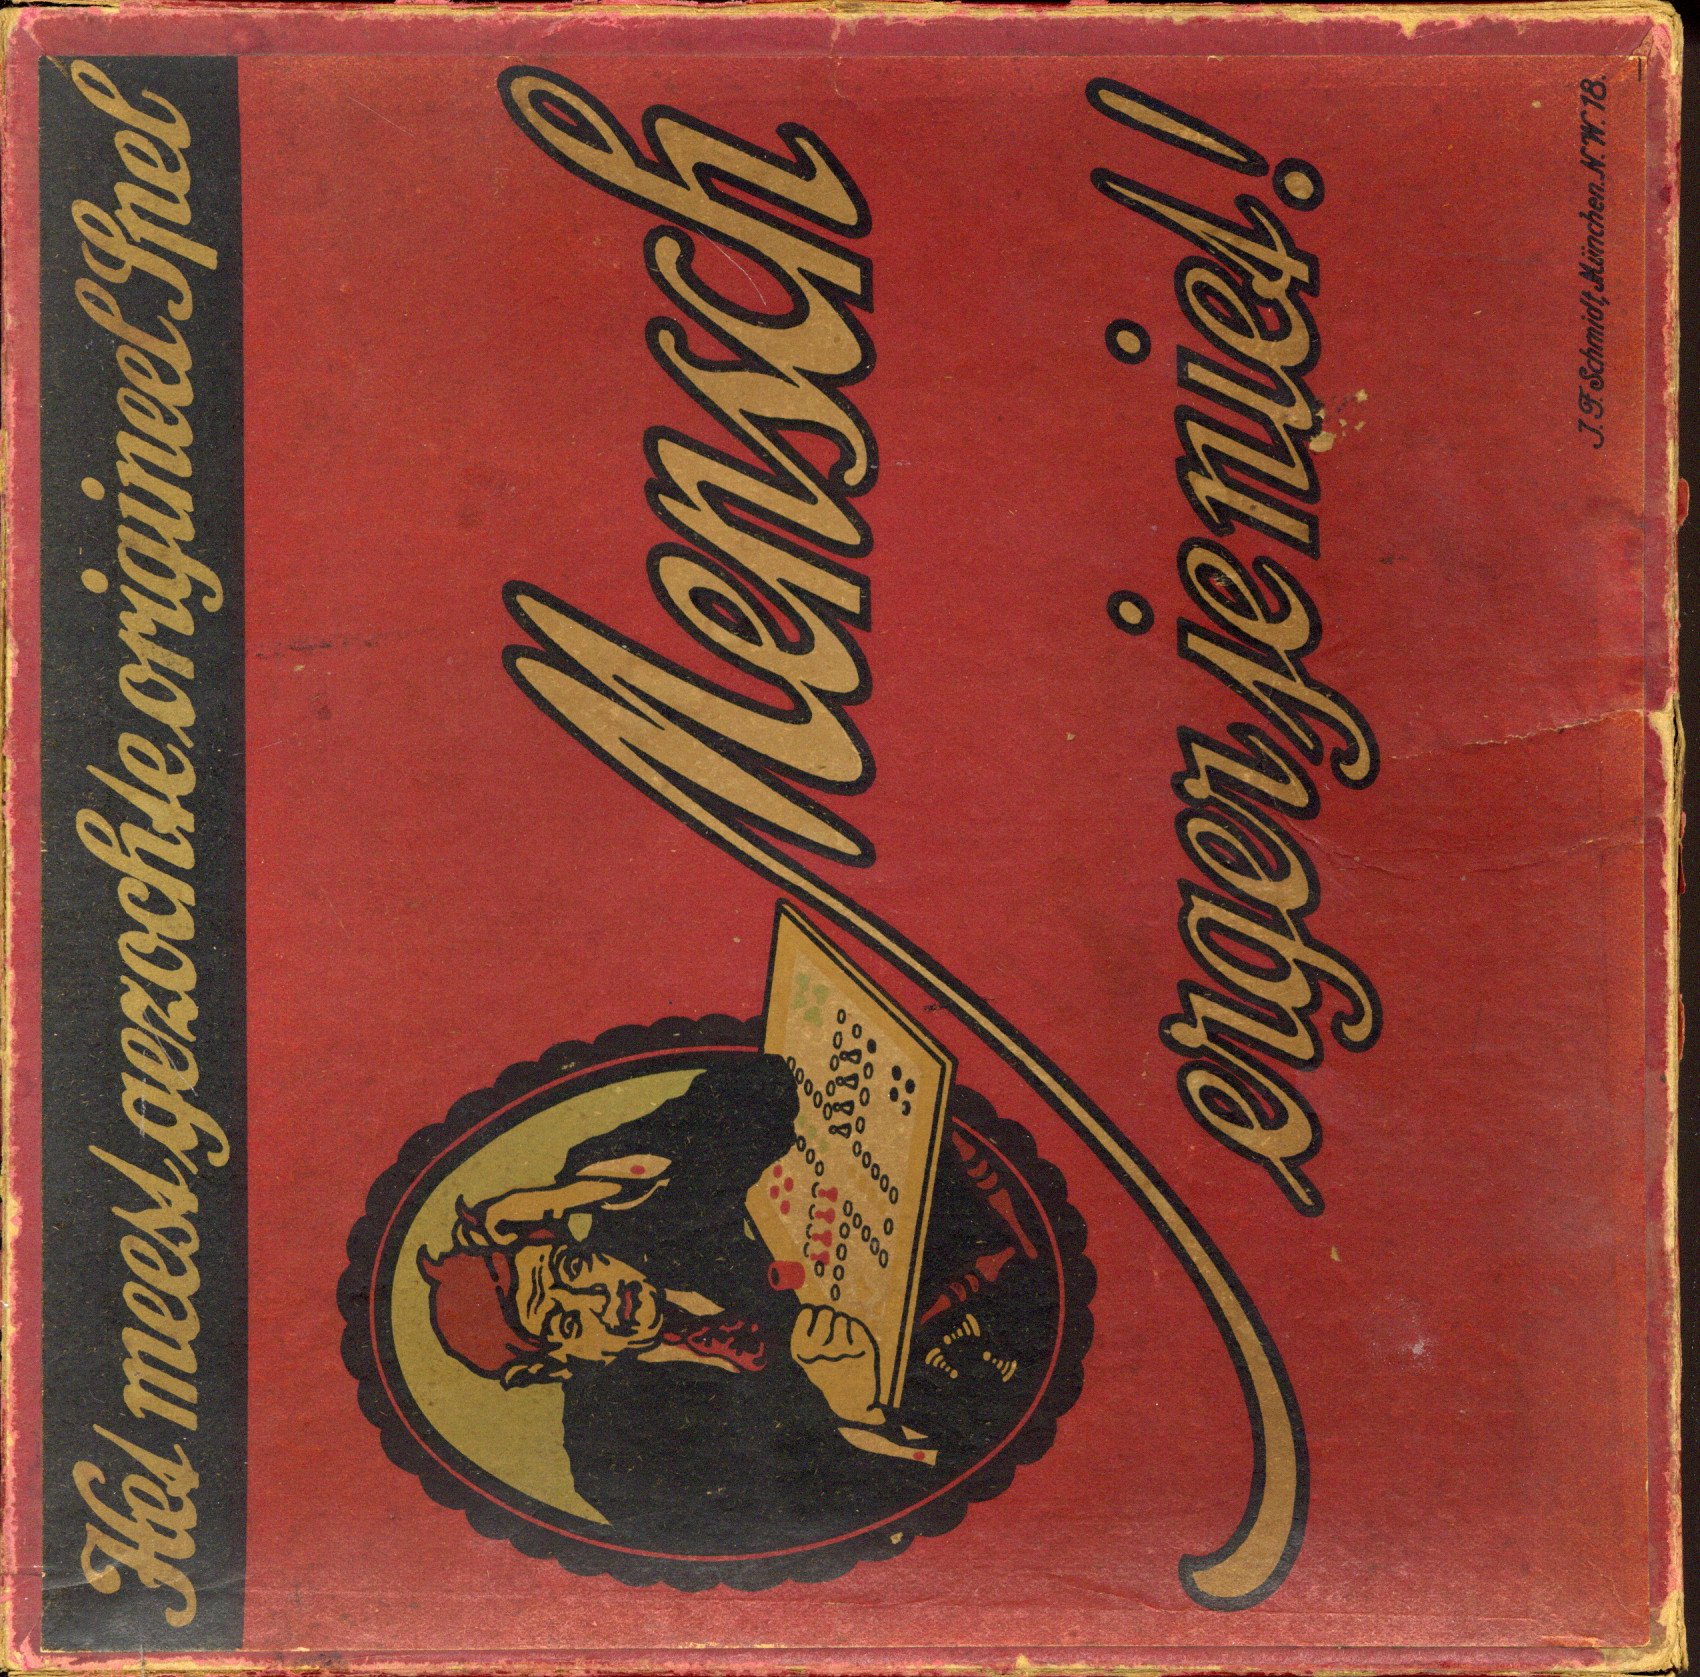 Het meest gezochte, origineel Spel
Mensch
erger je niet!
J. F. Schmidt, München. N. W. 18.